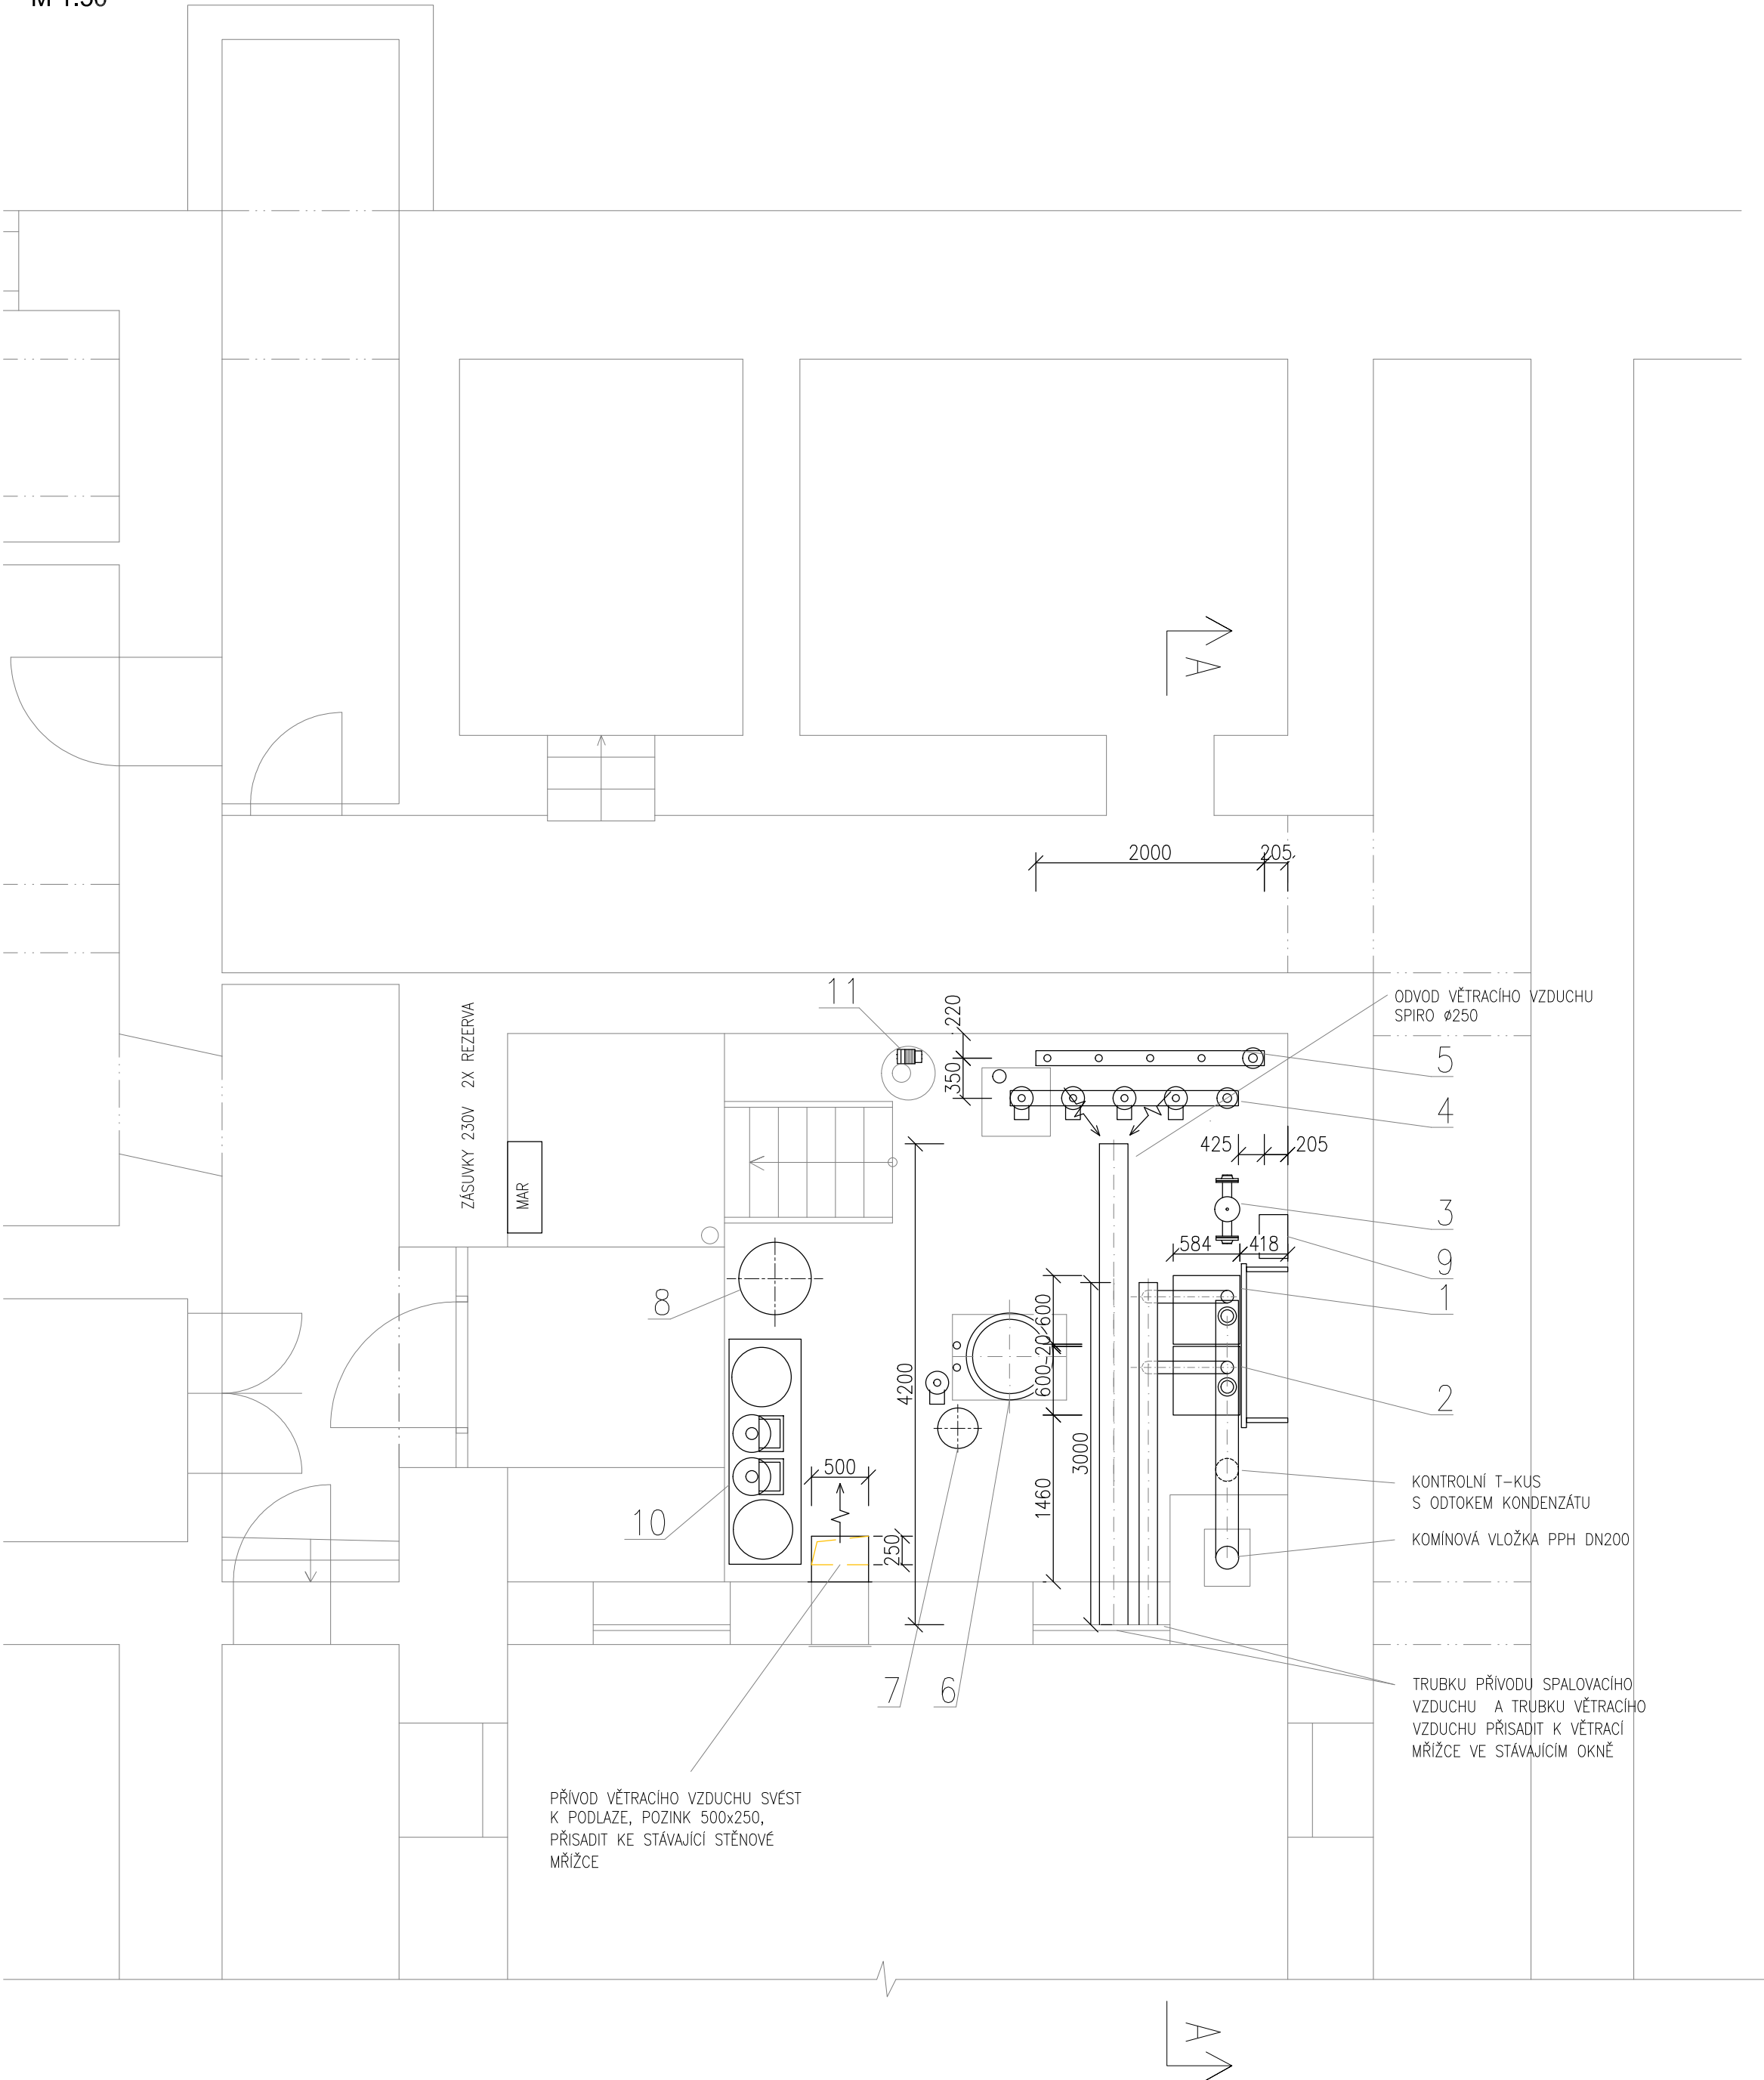 M 1:50
A
2000
205
11
220
350
ODVOD VĚTRACÍHO VZDUCHU
SPIRO ø250
5
4
ZÁSUVKY 230V 2X REZERVA
MAR
425
205
3
584
418
9
1
8
600
20
600
4200
2
3000
1460
500
250
10
KONTROLNÍ T-KUS
S ODTOKEM KONDENZÁTU
KOMÍNOVÁ VLOŽKA PPH DN200
7
6
TRUBKU PŘÍVODU SPALOVACÍHO
VZDUCHU A TRUBKU VĚTRACÍHO
VZDUCHU PŘISADIT K VĚTRACÍ
MŘÍŽCE VE STÁVAJÍCÍM OKNĚ
PŘÍVOD VĚTRACÍHO VZDUCHU SVÉST
K PODLAZE, POZINK 500x250,
PŘISADIT KE STÁVAJÍCÍ STĚNOVÉ
MŘÍŽCE
A